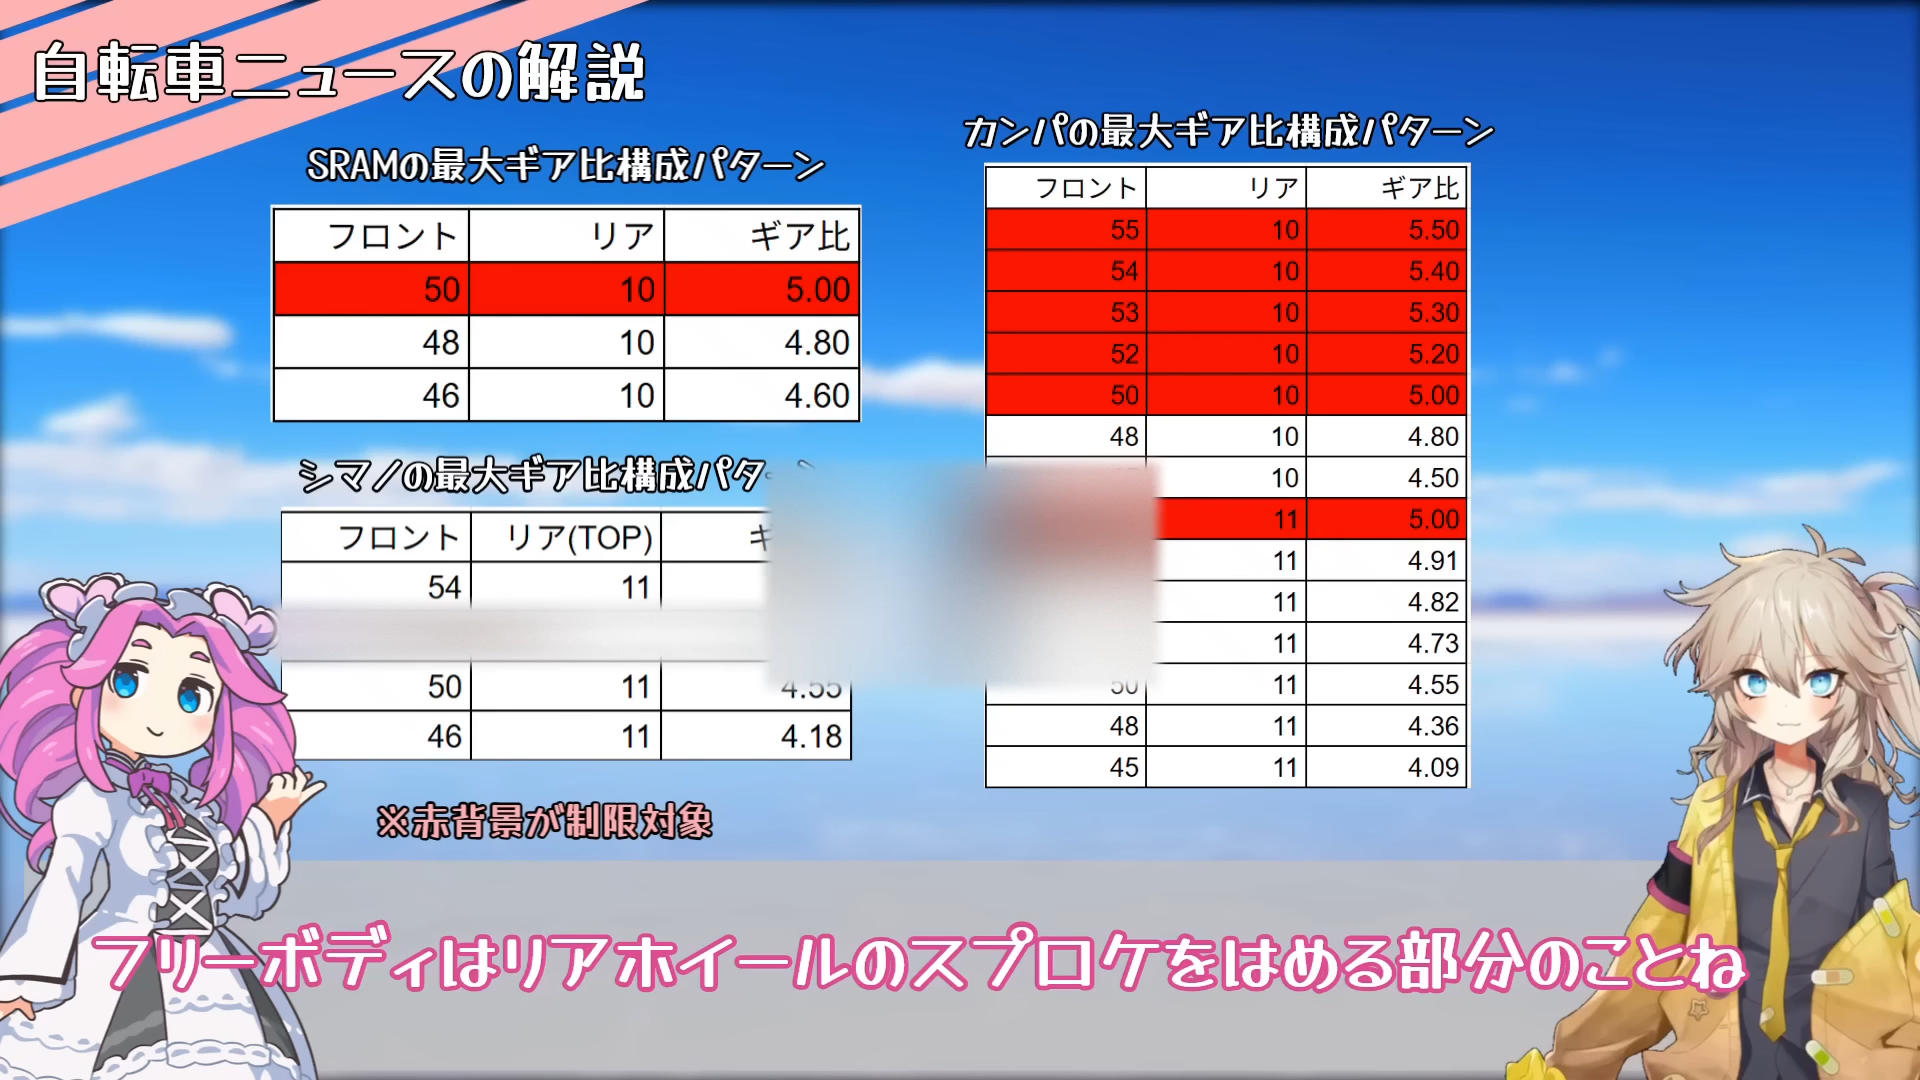 自転車ニュースの解説
SRAMの最大ギア比構成パターン
フロント リア ギア比
50 10 5.00
48 10 4.80
46 10 4.60
シマノの最大ギア比構成パタ
フロント リア(TOP)
54 11
50 11 4.55
46 11 4.18
※赤背景が制限対象
カンパの最大ギア比構成パターン
フロント リア ギア比
55 10 5.50
54 10 5.40
53 10 5.30
52 10 5.20
50 10 5.00
48 10 4.80
10 4.50
11 5.00
11 4.91
11 4.82
11 4.73
50 11 4.55
48 11 4.36
45 11 4.09
フリーボディはリアホイールのスプロケをはめる部分のことね